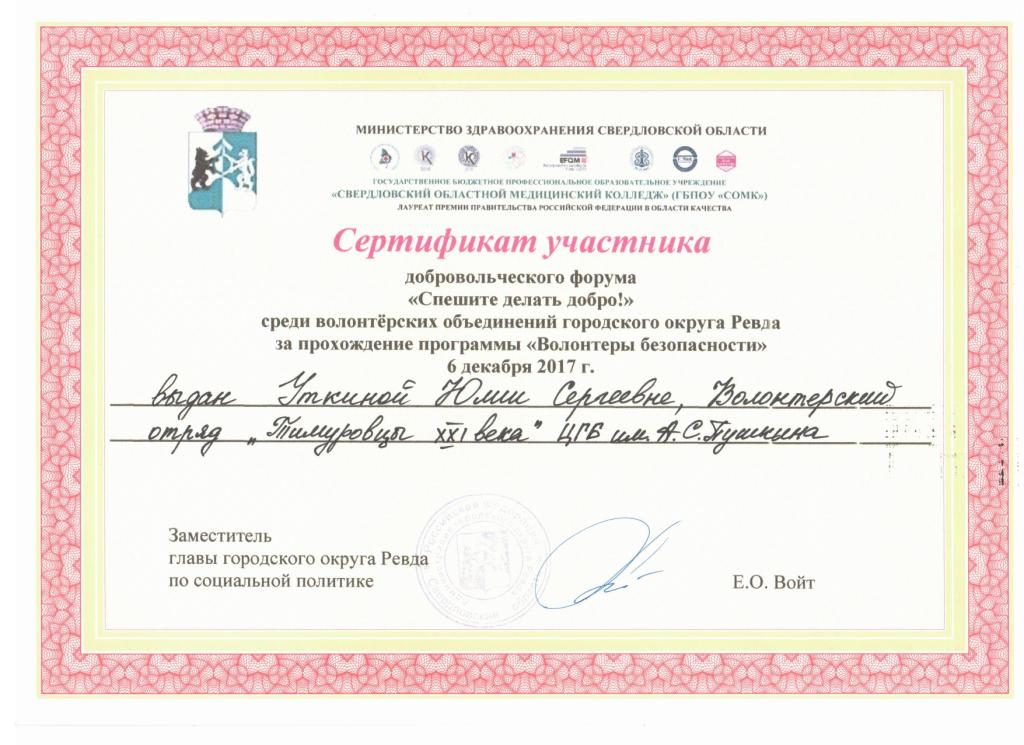 МИНИСТЕРСТВО ЗДРАВООХРАНЕНИЯ СВЕРДЛОВСКОЙ ОБЛАСТИ
EFQM
ГОСУДАРСТВЕННОЕ БЮДЖЕТНОЕ ПРОФЕССИОНАЛЬНОЕ ОБРАЗОВАТЕЛЬНОЕ УЧРЕЖДЕНИЕ
«СВЕРДЛОВСКИЙ ОБЛАСТНОЙ МЕДИЦИНСКИЙ КОЛЛЕДЖ» (ГБПОУ «СОМК»)
ЛАУРЕАТ ПРЕМИИ ПРАВИТЕЛЬСТВА РОССИЙСКОЙ ФЕДЕРАЦИИ В ОБЛАСТИ КАЧЕСТВА
Сертификат участника
добровольческого форума
«Спешите делать добро!»
среди волонтёрских объединений городского округа Ревда
за прохождение программы «Волонтеры безопасности»
6 декабря 2017 г.
выдан Уткиной Юлии Сергеевне, Волонтерский
отряд „Тимуровцы XXI века" ЦГБ им. А.С. Пушкина
Заместитель
главы городского округа Ревда
по социальной политике
Е.О. Войт